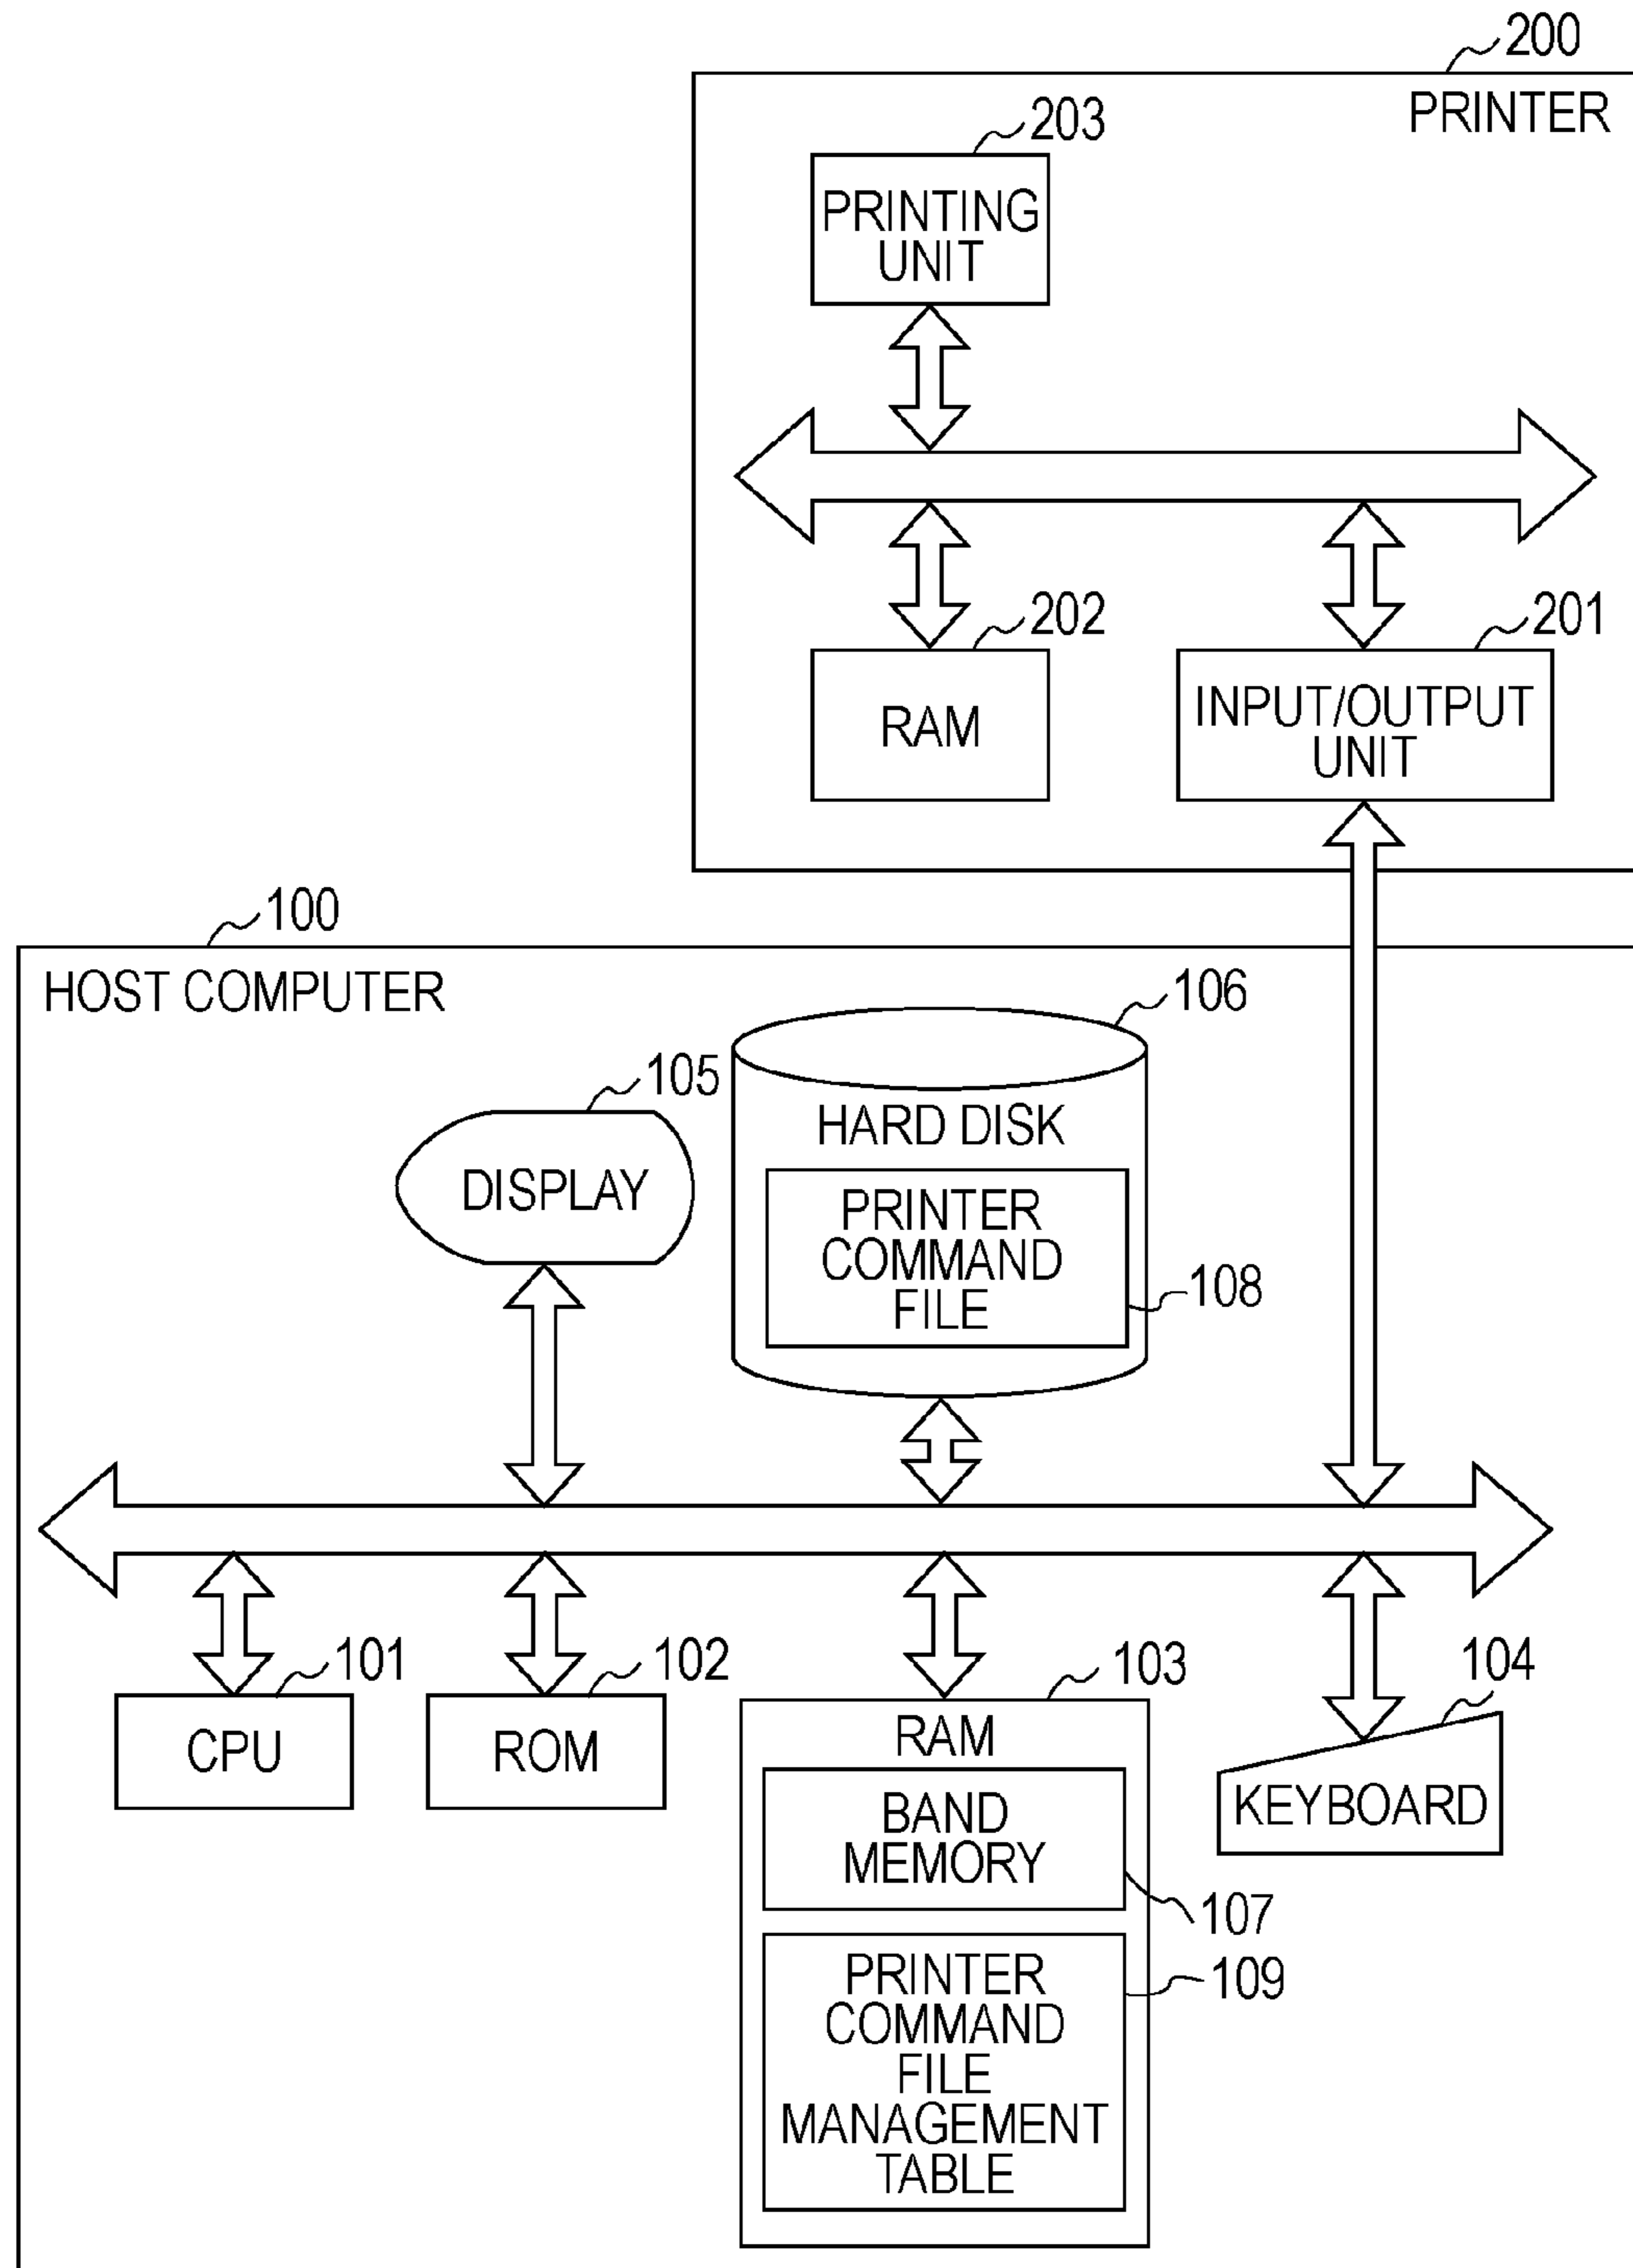 200
PRINTER
203
PRINTING
UNIT
202
RAM
201
INPUT/OUTPUT
UNIT
100
HOST COMPUTER
106
HARD DISK
105
DISPLAY
PRINTER
COMMAND
FILE
108
101
CPU
102
ROM
103
RAM
BAND
MEMORY
107
PRINTER
COMMAND
FILE
MANAGEMENT
TABLE
109
104
KEYBOARD